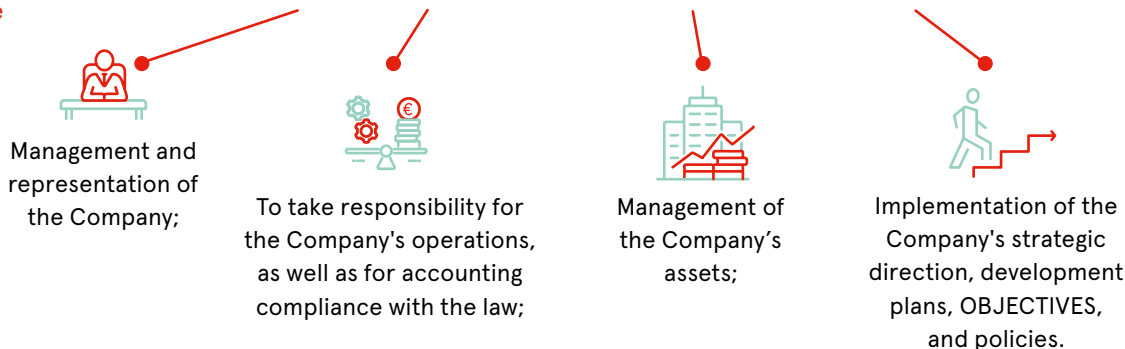 e
Management and
representation of
the Company;
To take responsibility for
the Company's operations,
as well as for accounting
compliance with the law;
€
Management of
the Company’s
assets;
Implementation of the
Company's strategic
direction, development
plans, OBJECTIVES,
and policies.